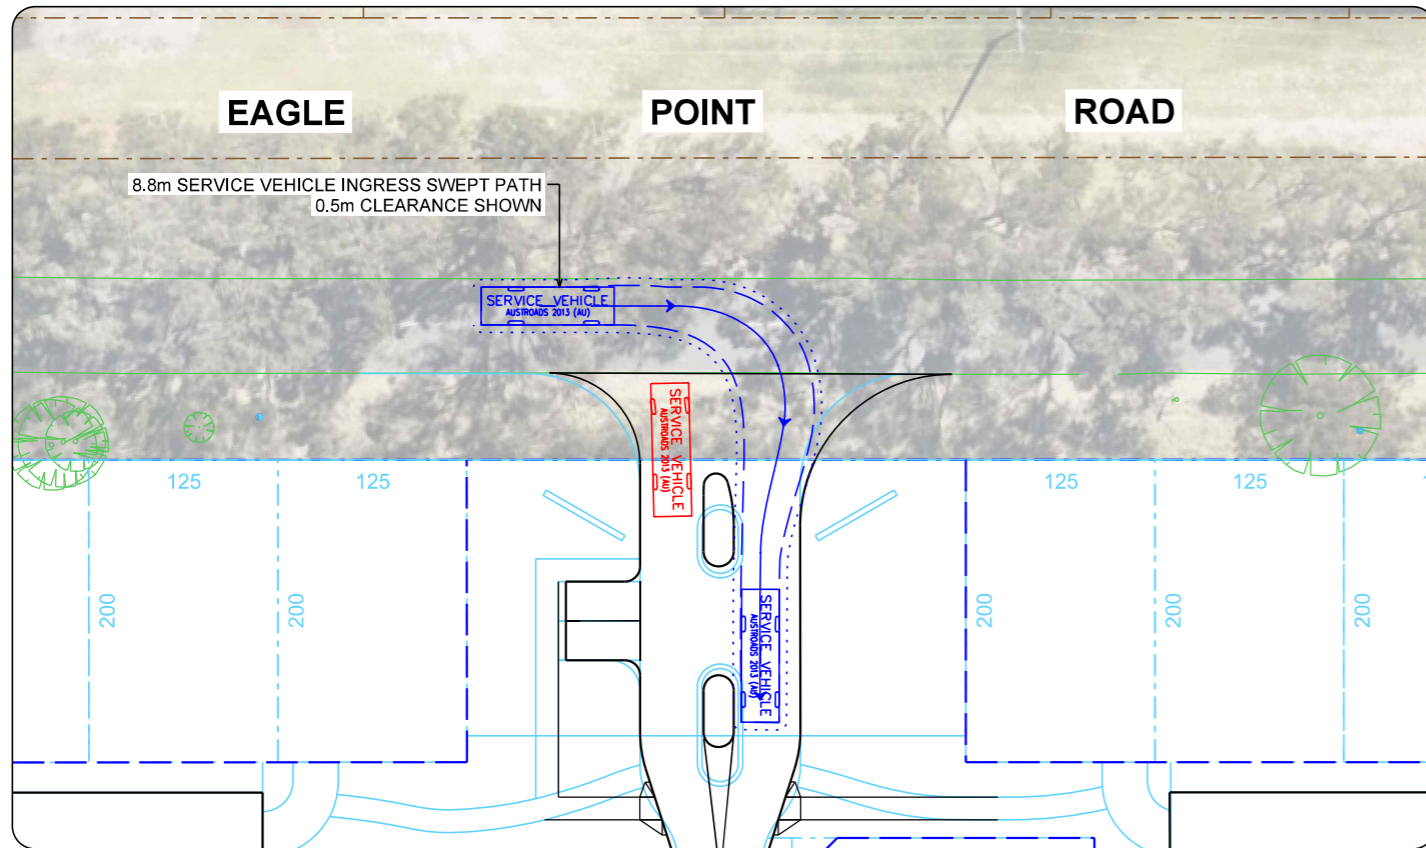 EAGLE POINT ROAD
8.8m SERVICE VEHICLE INGRESS SWEPT PATH
0.5m CLEARANCE SHOWN
SERVICE VEHICLE
AUSTROADS 2013 (AU)
SERVICE VEHICLE
AUSTROADS 2013 (AU)
125
125
125
125
200
200
SERVICE VEHICLE
AUSTROADS 2013 (AU)
200
200
200